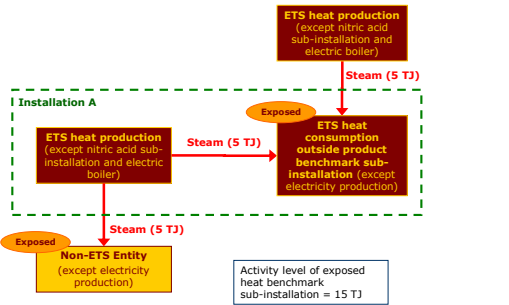 ETS heat production
(except nitric acid
sub-installation and
electric boiler)
Steam (5 TJ)
Installation A
Exposed
ETS heat
consumption
outside product
benchmark sub-
installation (except
electricity production)
ETS heat production
(except nitric acid sub-
installation and electric
boiler)
Steam (5 TJ)
Steam (5 TJ)
Exposed
Non-ETS Entity
(except electricity
production)
Activity level of exposed
heat benchmark
sub-installation = 15 TJ